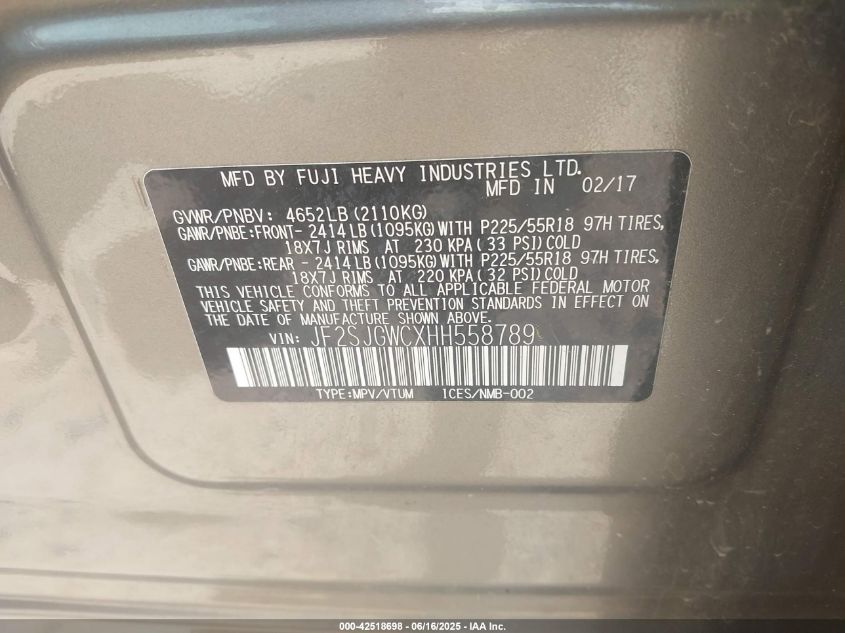 MFD BY FUJI HEAVY INDUSTRIES LTD.
MFD IN 02/17
GVWR/PNBV: 4652LB(2110KG)
GAWR/PNBE:FRONT- 2414LB(1095KG)WITH P225/55R18 97H TIRES,
18X7J RIMS AT 230 KPA(33 PSI)COLD
GAWR/PNBE:REAR - 2414LB(1095KG)WITH P225/55R18 97H TIRES,
18X7J RIMS AT 220 KPA(32 PSI)COLD
THIS VEHICLE CONFORMS TO ALL APPLICABLE FEDERAL MOTOR
VEHICLE SAFETY AND THEFT PREVENTION STANDARDS IN EFFECT ON
THE DATE OF MANUFACTURE SHOWN ABOVE.
VIN: JF2SJGWCXHH558789
TYPE:MPV/VTUM ICES/NMB-002
000-42518698 - 06/16/2025 - IAA Inc.